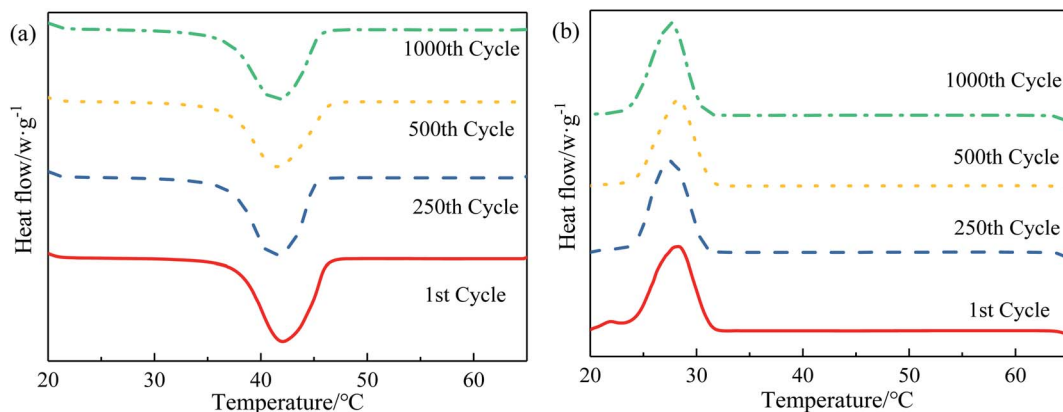 (a)
1000th Cycle
500th Cycle
250th Cycle
1st Cycle
Heat flow/w·g⁻¹
20 30 40 50 60
Temperature/°C
(b)
1000th Cycle
500th Cycle
250th Cycle
1st Cycle
Heat flow/w·g⁻¹
20 30 40 50 60
Temperature/°C